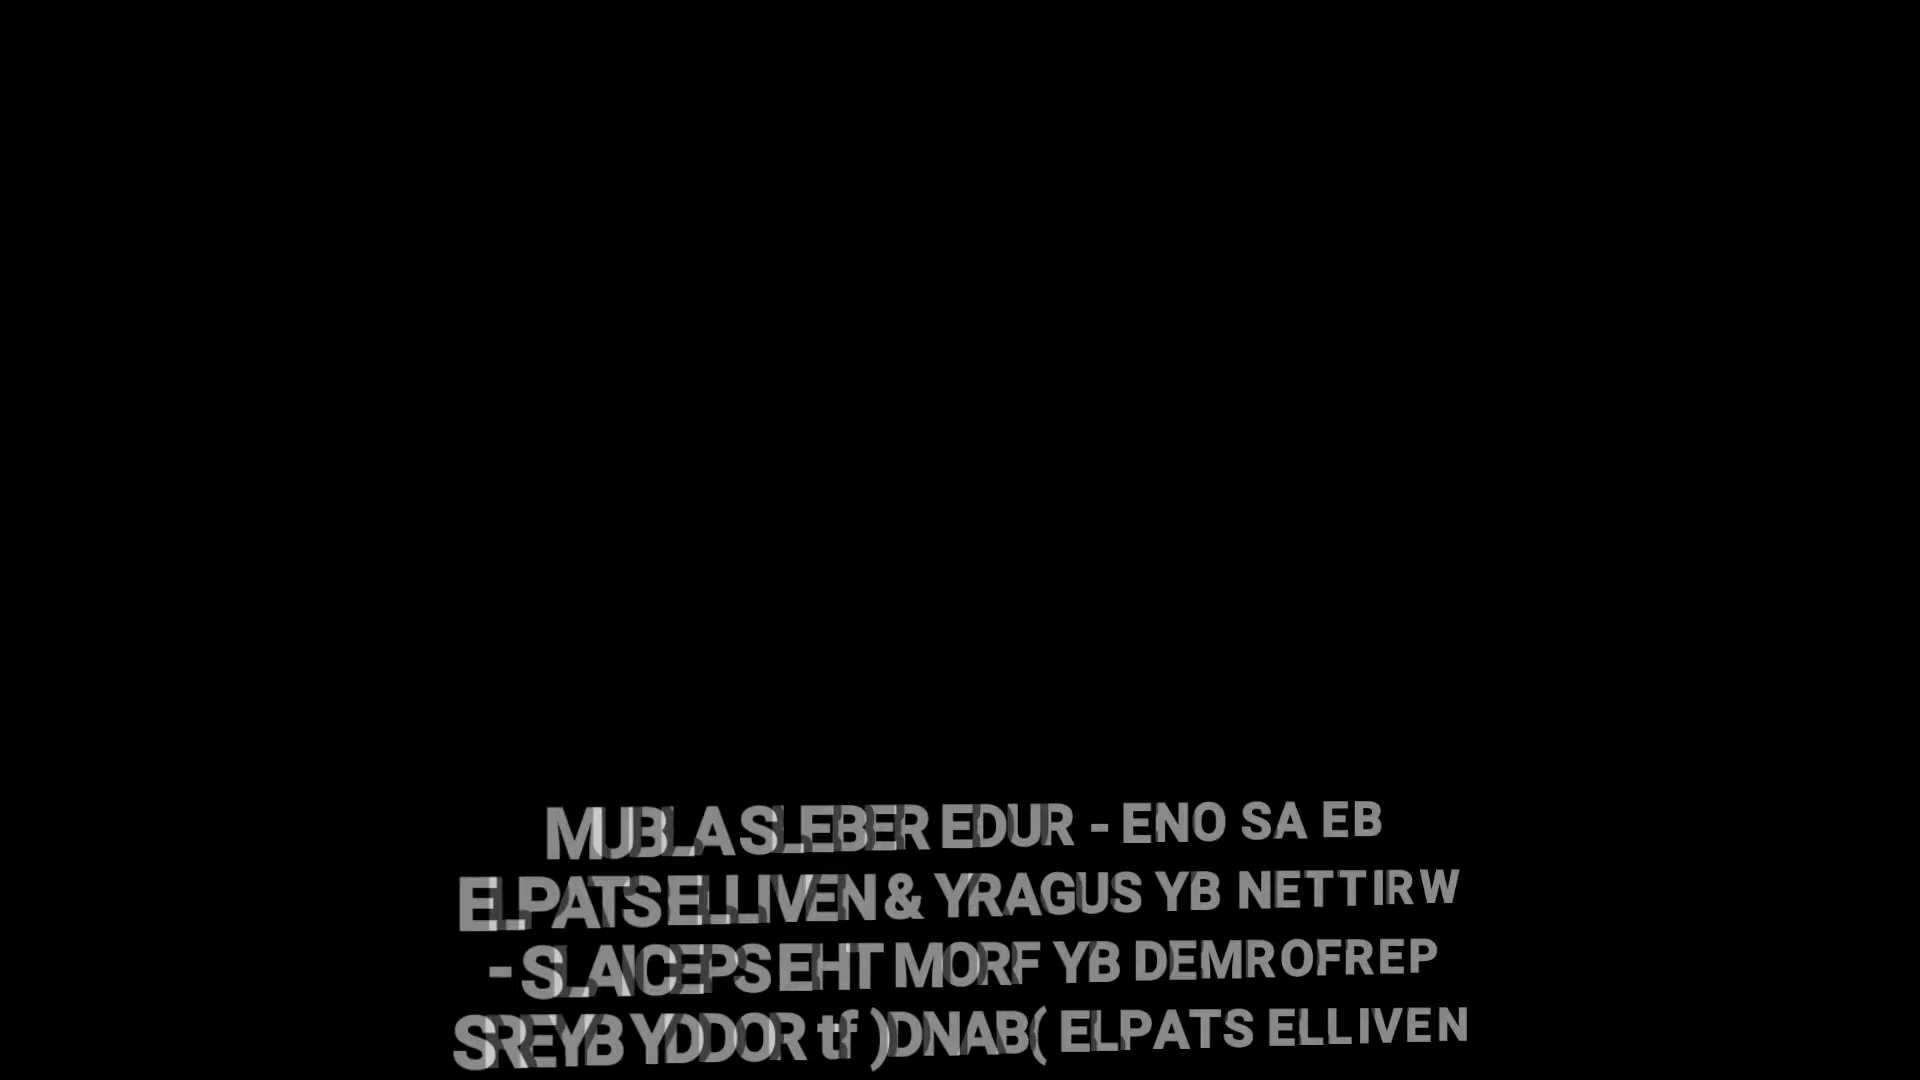 MUBLA SLEBER EDUR - ENO SA EB
ELPATS ELLIVEN & YRAGUS YB NETTIRW
- SLAICEPS EHT MORF YB DEMROFREP
SREYB YDDOR tf )DNAB( ELPATS ELLIVEN